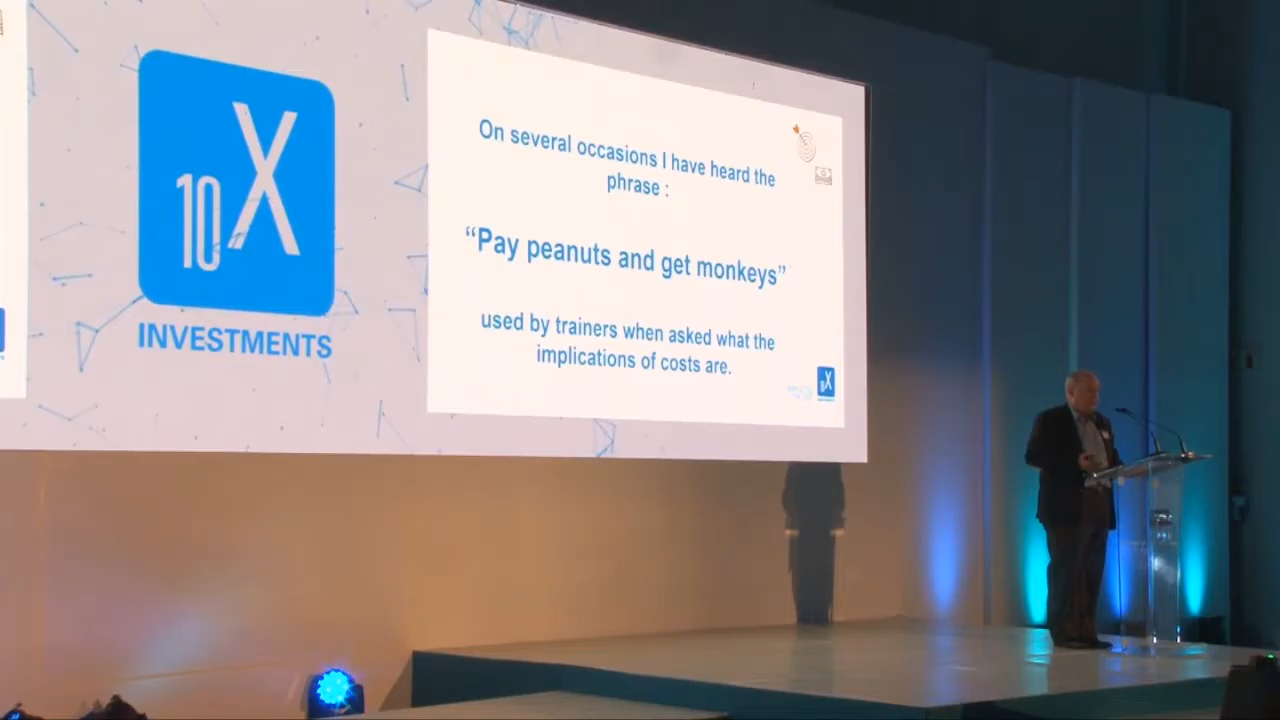 10X
INVESTMENTS
On several occasions I have heard the
phrase :
“Pay peanuts and get monkeys”
used by trainers when asked what the
implications of costs are.
10X